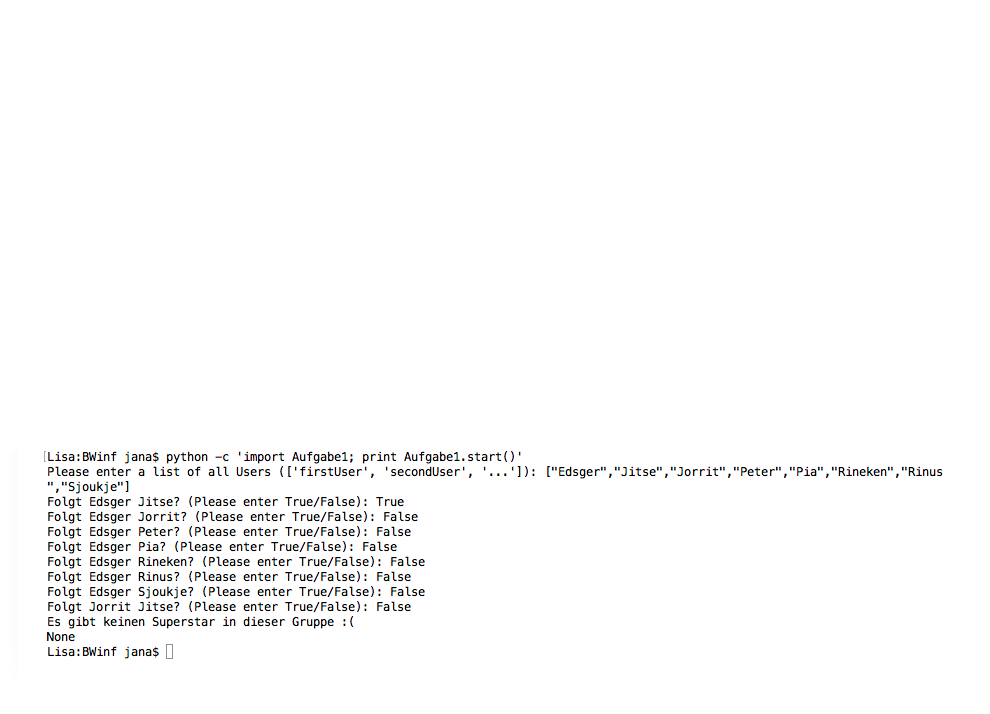 [Lisa:BWinf jana$ python -c 'import Aufgabe1; print Aufgabe1.start()'
Please enter a list of all Users (['firstUser', 'secondUser', '...']): ["Edsger","Jitse","Jorrit","Peter","Pia","Rineken","Rinus
","Sjoukje"]
Folgt Edsger Jitse? (Please enter True/False): True
Folgt Edsger Jorrit? (Please enter True/False): False
Folgt Edsger Peter? (Please enter True/False): False
Folgt Edsger Pia? (Please enter True/False): False
Folgt Edsger Rineken? (Please enter True/False): False
Folgt Edsger Rinus? (Please enter True/False): False
Folgt Edsger Sjoukje? (Please enter True/False): False
Folgt Jorrit Jitse? (Please enter True/False): False
Es gibt keinen Superstar in dieser Gruppe :(
None
Lisa:BWinf jana$